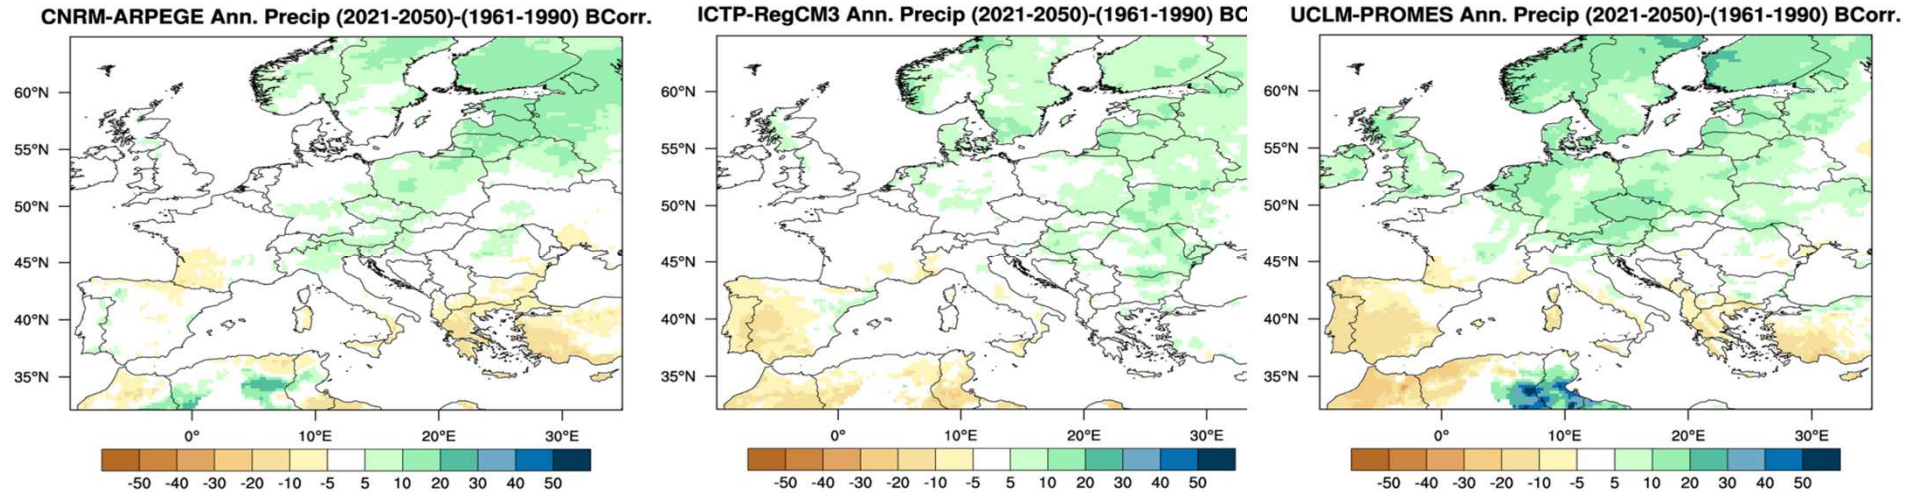 CNRM-ARPEGE Ann. Precip (2021-2050)-(1961-1990) BCorr.
60°N
55°N
50°N
45°N
40°N
35°N
0° 10°E 20°E 30°E
-50 -40 -30 -20 -10 -5 5 10 20 30 40 50
ICTP-RegCM3 Ann. Precip (2021-2050)-(1961-1990) BC
60°N
55°N
50°N
45°N
40°N
35°N
0° 10°E 20°E 30°E
-50 -40 -30 -20 -10 -5 5 10 20 30 40 50
UCLM-PROMES Ann. Precip (2021-2050)-(1961-1990) BCorr.
60°N
55°N
50°N
45°N
40°N
35°N
0° 10°E 20°E 30°E
-50 -40 -30 -20 -10 -5 5 10 20 30 40 50